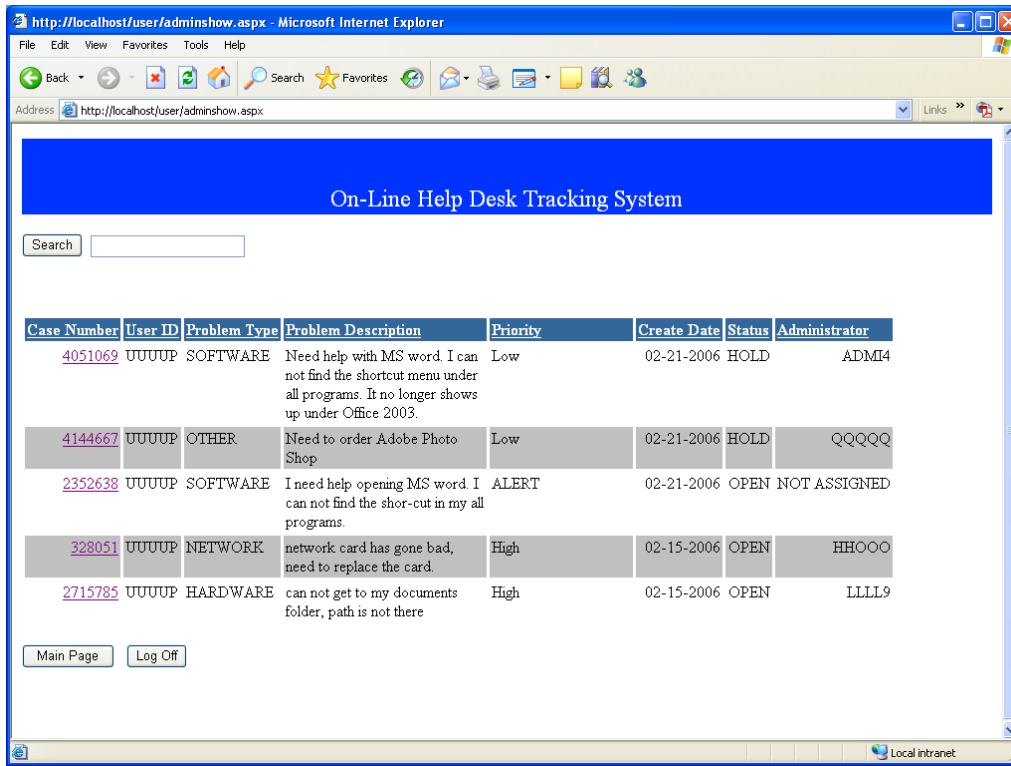 http://localhost/user/adminshow.aspx - Microsoft Internet Explorer
File Edit View Favorites Tools Help
Back Search Favorites
Address http://localhost/user/adminshow.aspx Links »
On-Line Help Desk Tracking System
Search
Case Number User ID Problem Type Problem Description Priority Create Date Status Administrator
4051069 UUUUP SOFTWARE Need help with MS word. I can Low 02-21-2006 HOLD ADMI4
not find the shortcut menu under
all programs. It no longer shows
up under Office 2003.
4144667 UUUUP OTHER Need to order Adobe Photo Low 02-21-2006 HOLD QQQQQ
Shop
2352638 UUUUP SOFTWARE I need help opening MS word. I ALERT 02-21-2006 OPEN NOT ASSIGNED
can not find the shor-cut in my all
programs.
328051 UUUUP NETWORK network card has gone bad, High 02-15-2006 OPEN HHOOO
need to replace the card.
2715785 UUUUP HARDWARE can not get to my documents High 02-15-2006 OPEN LLLL9
folder, path is not there
Main Page Log Off
Local intranet